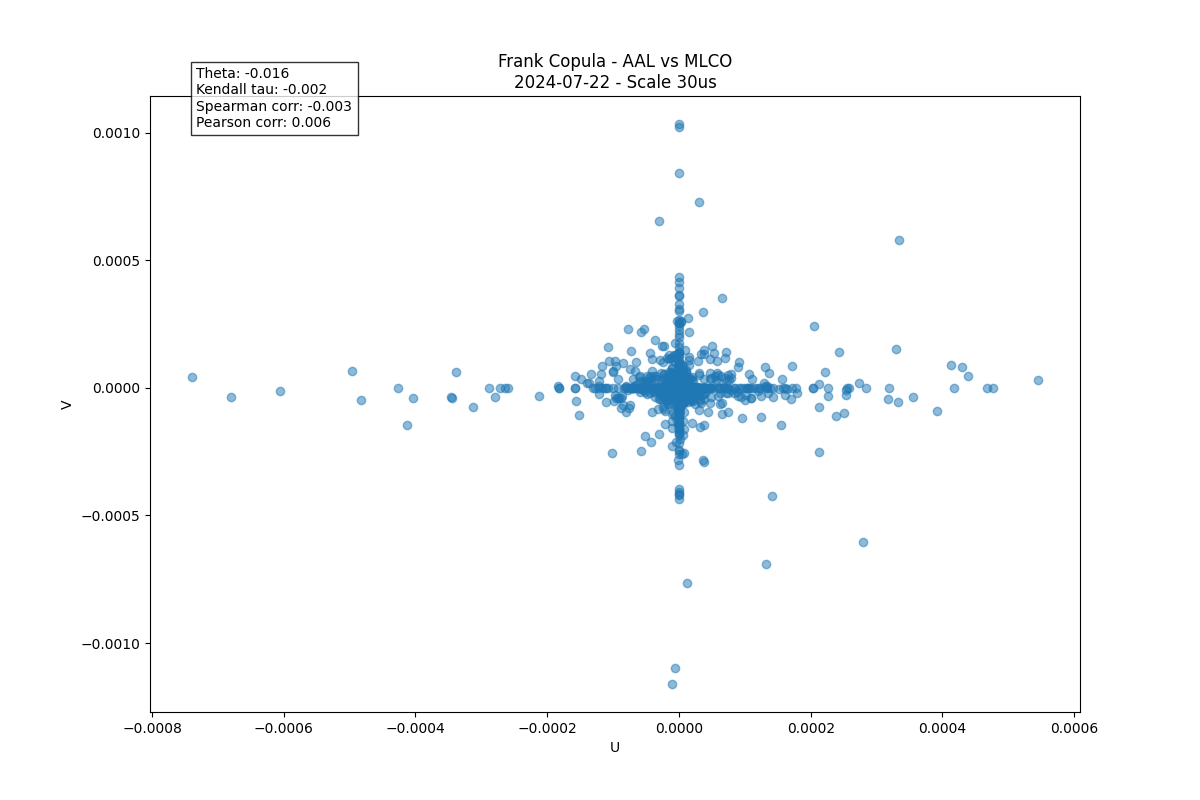 Frank Copula - AAL vs MLCO
2024-07-22 - Scale 30us
Theta: -0.016
Kendall tau: -0.002
Spearman corr: -0.003
Pearson corr: 0.006
0.0010
0.0005
0.0000
−0.0005
−0.0010
V
−0.0008 −0.0006 −0.0004 −0.0002 0.0000 0.0002 0.0004 0.0006
U